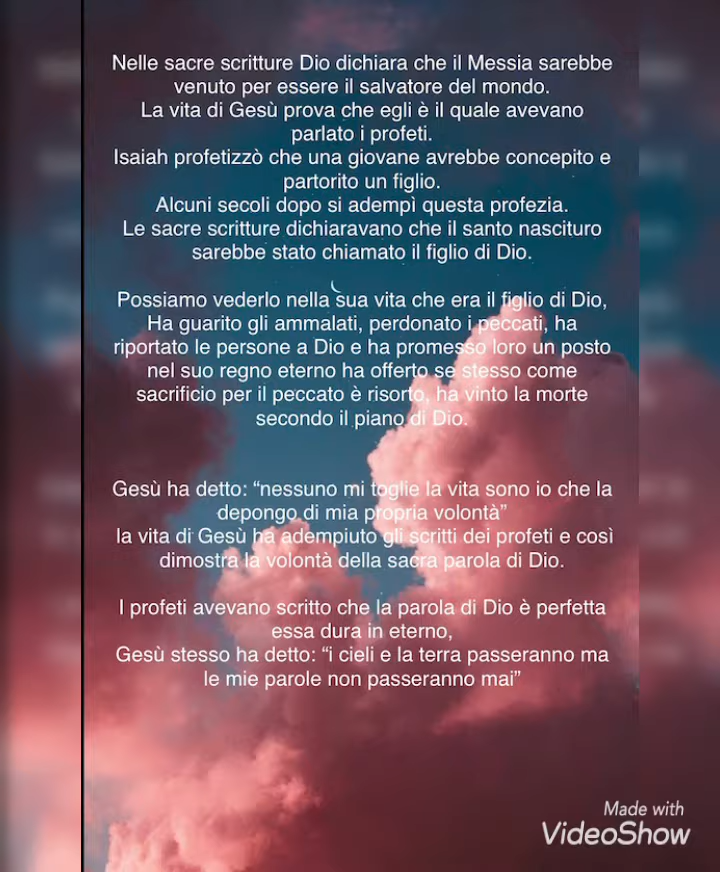 Nelle sacre scritture Dio dichiara che il Messia sarebbe
venuto per essere il salvatore del mondo.
La vita di Gesù prova che egli è il quale avevano
parlato i profeti.
Isaiah profetizzò che una giovane avrebbe concepito e
partorito un figlio.
Alcuni secoli dopo si adempì questa profezia.
Le sacre scritture dichiaravano che il santo nascituro
sarebbe stato chiamato il figlio di Dio.
Possiamo vederlo nella sua vita che era il figlio di Dio,
Ha guarito gli ammalati, perdonato i peccati, ha
riportato le persone a Dio e ha promesso loro un posto
nel suo regno eterno ha offerto se stesso come
sacrificio per il peccato è risorto, ha vinto la morte
secondo il piano di Dio.
Gesù ha detto: “nessuno mi toglie la vita sono io che la
depongo di mia propria volontà”
la vita di Gesù ha adempiuto gli scritti dei profeti e così
dimostra la volontà della sacra parola di Dio.
I profeti avevano scritto che la parola di Dio è perfetta
essa dura in eterno,
Gesù stesso ha detto: “i cieli e la terra passeranno ma
le mie parole non passeranno mai”
Made with
VideoShow